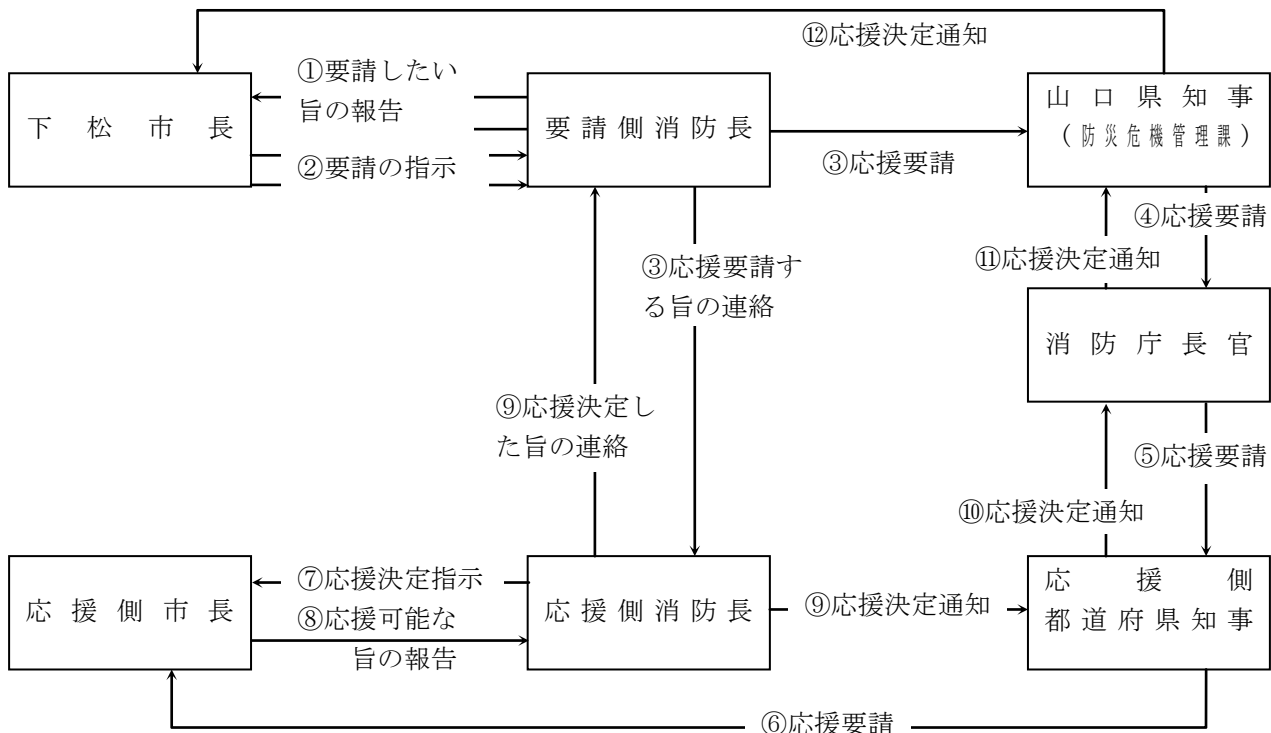 ⑫応援決定通知
①要請したい
旨の報告
下松市長
要請側消防長
山口県知事
(防災危機管理課)
②要請の指示
③応援要請
④応援要請
⑪応援決定通知
③応援要請す
る旨の連絡
消防庁長官
⑨応援決定し
た旨の連絡
⑤応援要請
⑩応援決定通知
⑦応援決定指示
応援側市長
⑧応援可能な
旨の報告
応援側消防長
⑨応援決定通知
応援側
都道府県知事
⑥応援要請